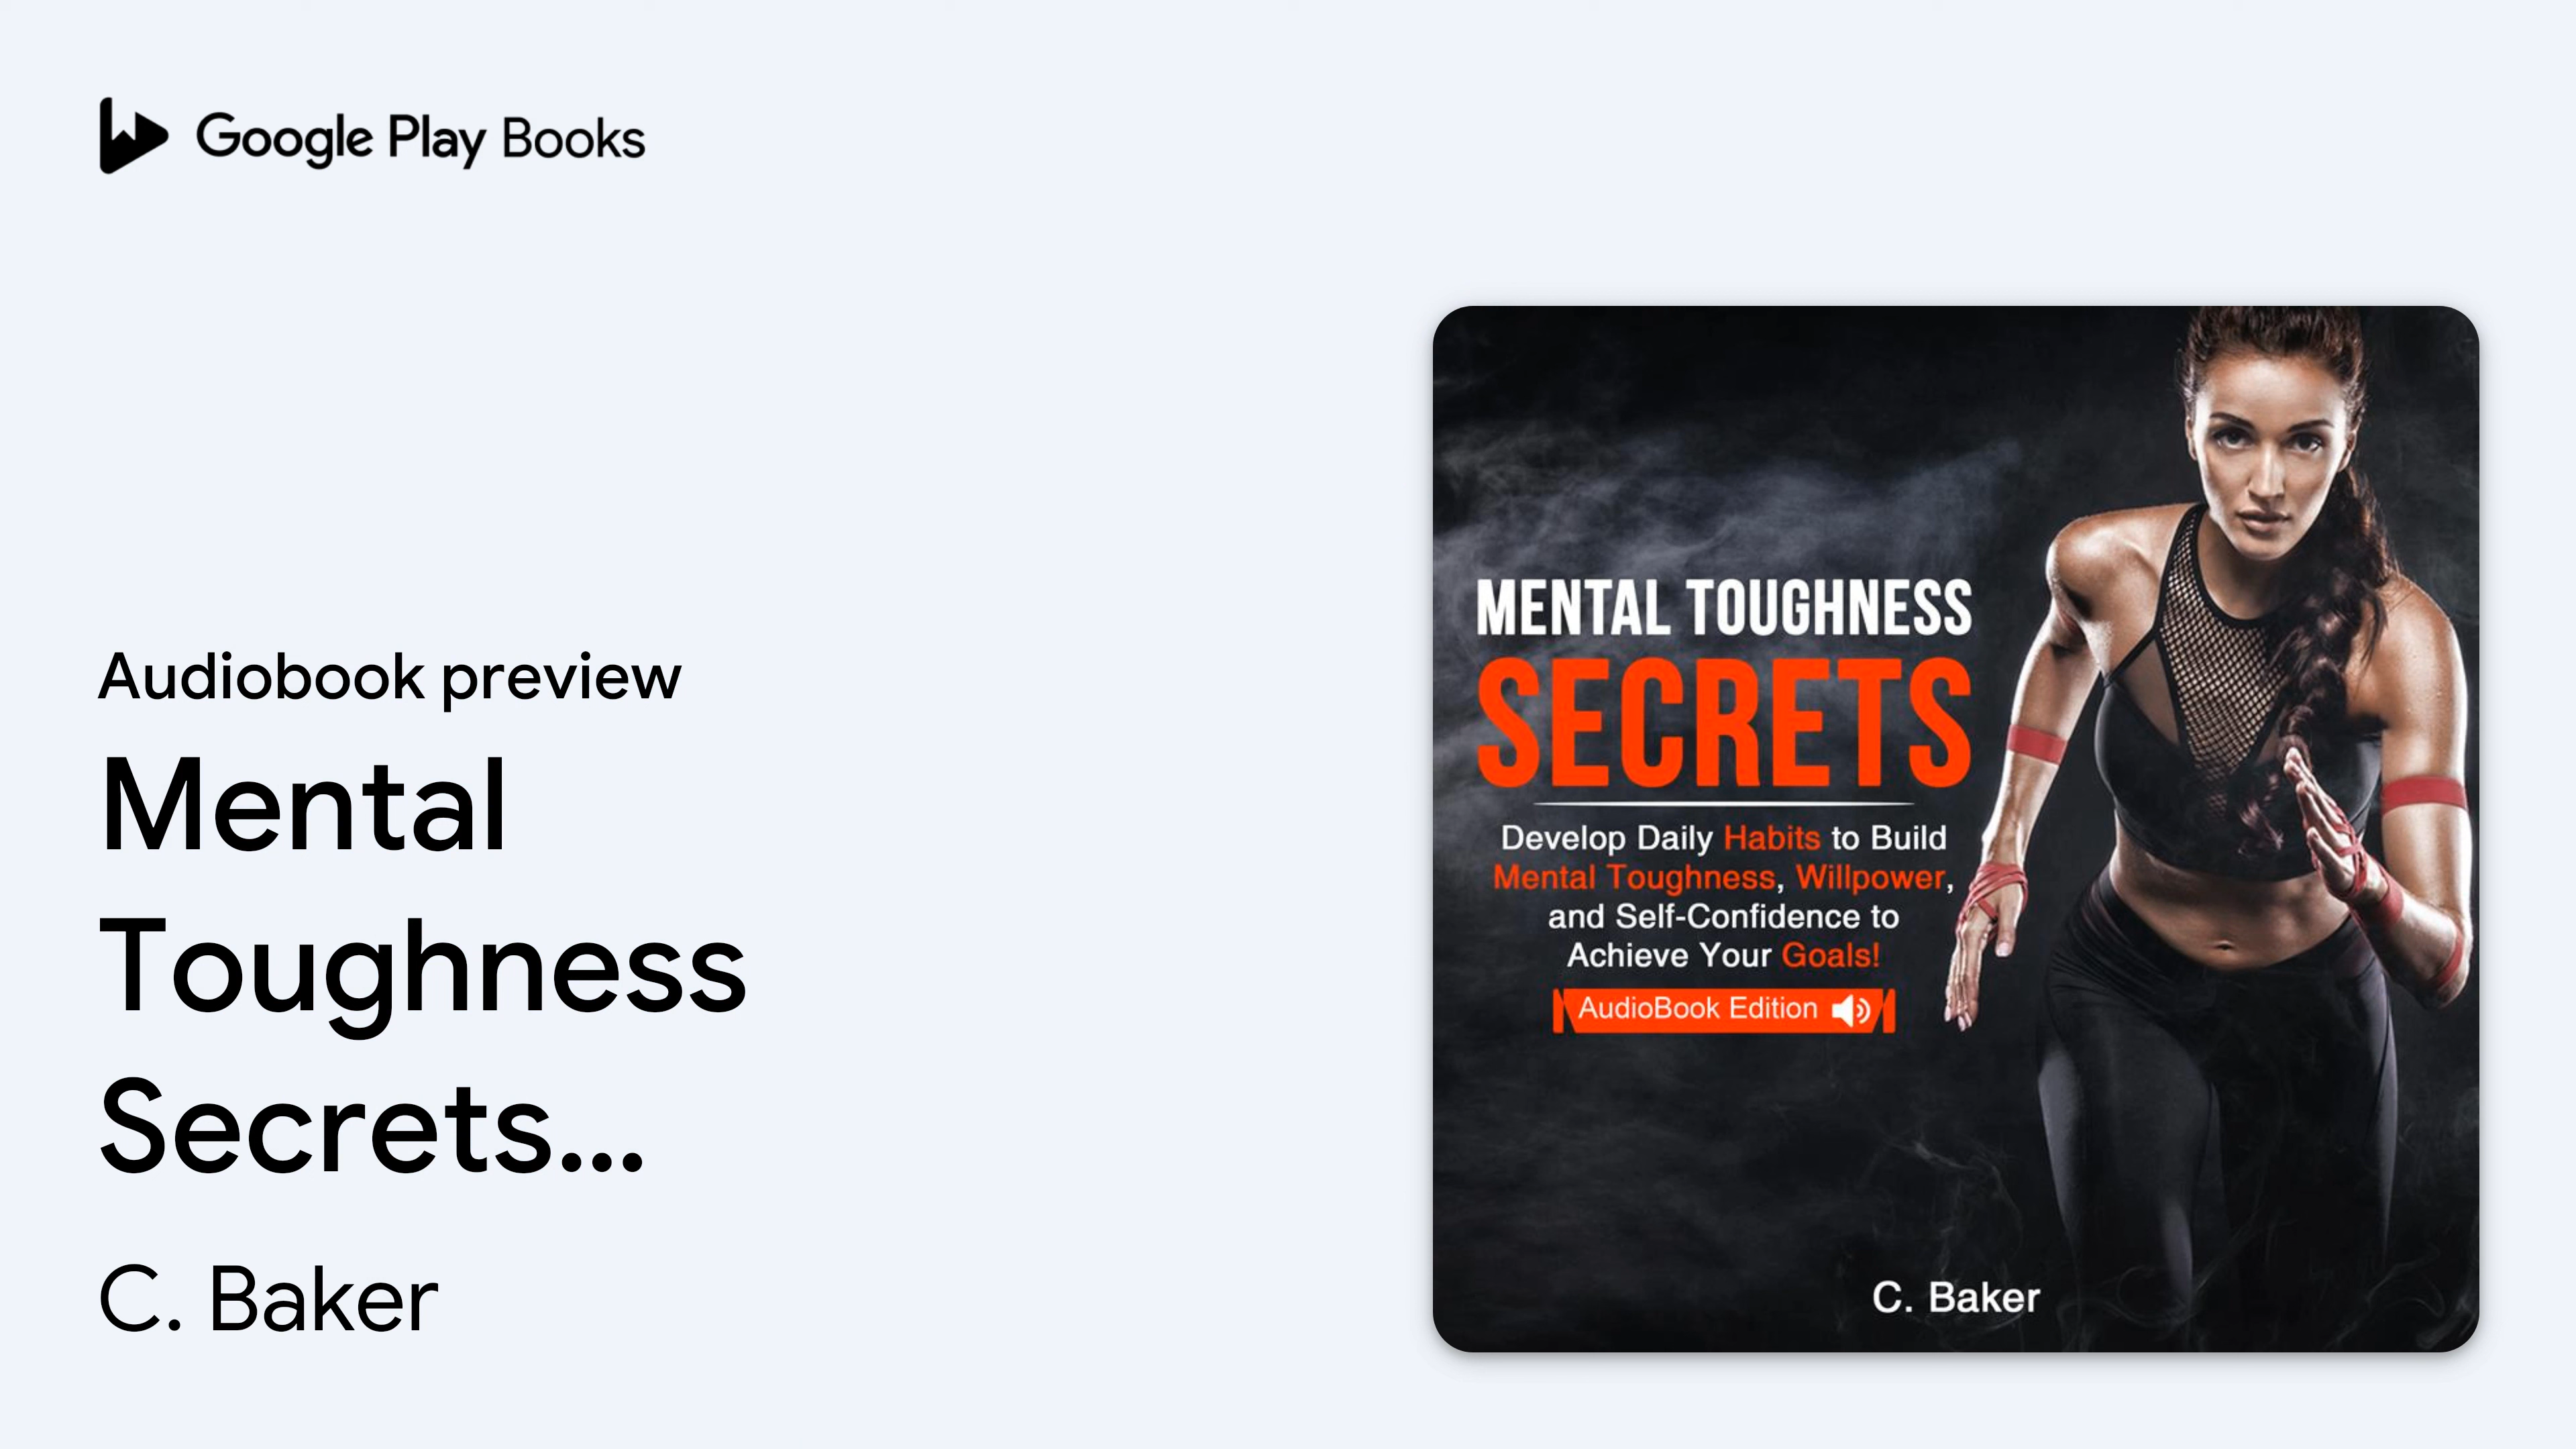 Google Play Books
Audiobook preview
Mental
Toughness
Secrets...
C. Baker
MENTAL TOUGHNESS
SECRETS
Develop Daily Habits to Build
Mental Toughness, Willpower,
and Self-Confidence to
Achieve Your Goals!
AudioBook Edition
C. Baker